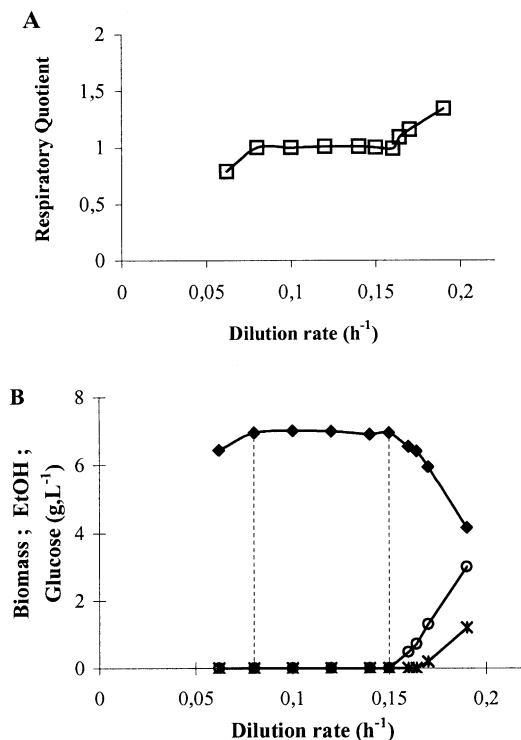 A
Respiratory Quotient
2
1,5
1
0,5
0
0
0,05
0,1
0,15
0,2
Dilution rate (h⁻¹)
B
Biomass ; EtOH ;
Glucose (g,L⁻¹)
8
6
4
2
0
0
0,05
0,1
0,15
0,2
Dilution rate (h⁻¹)